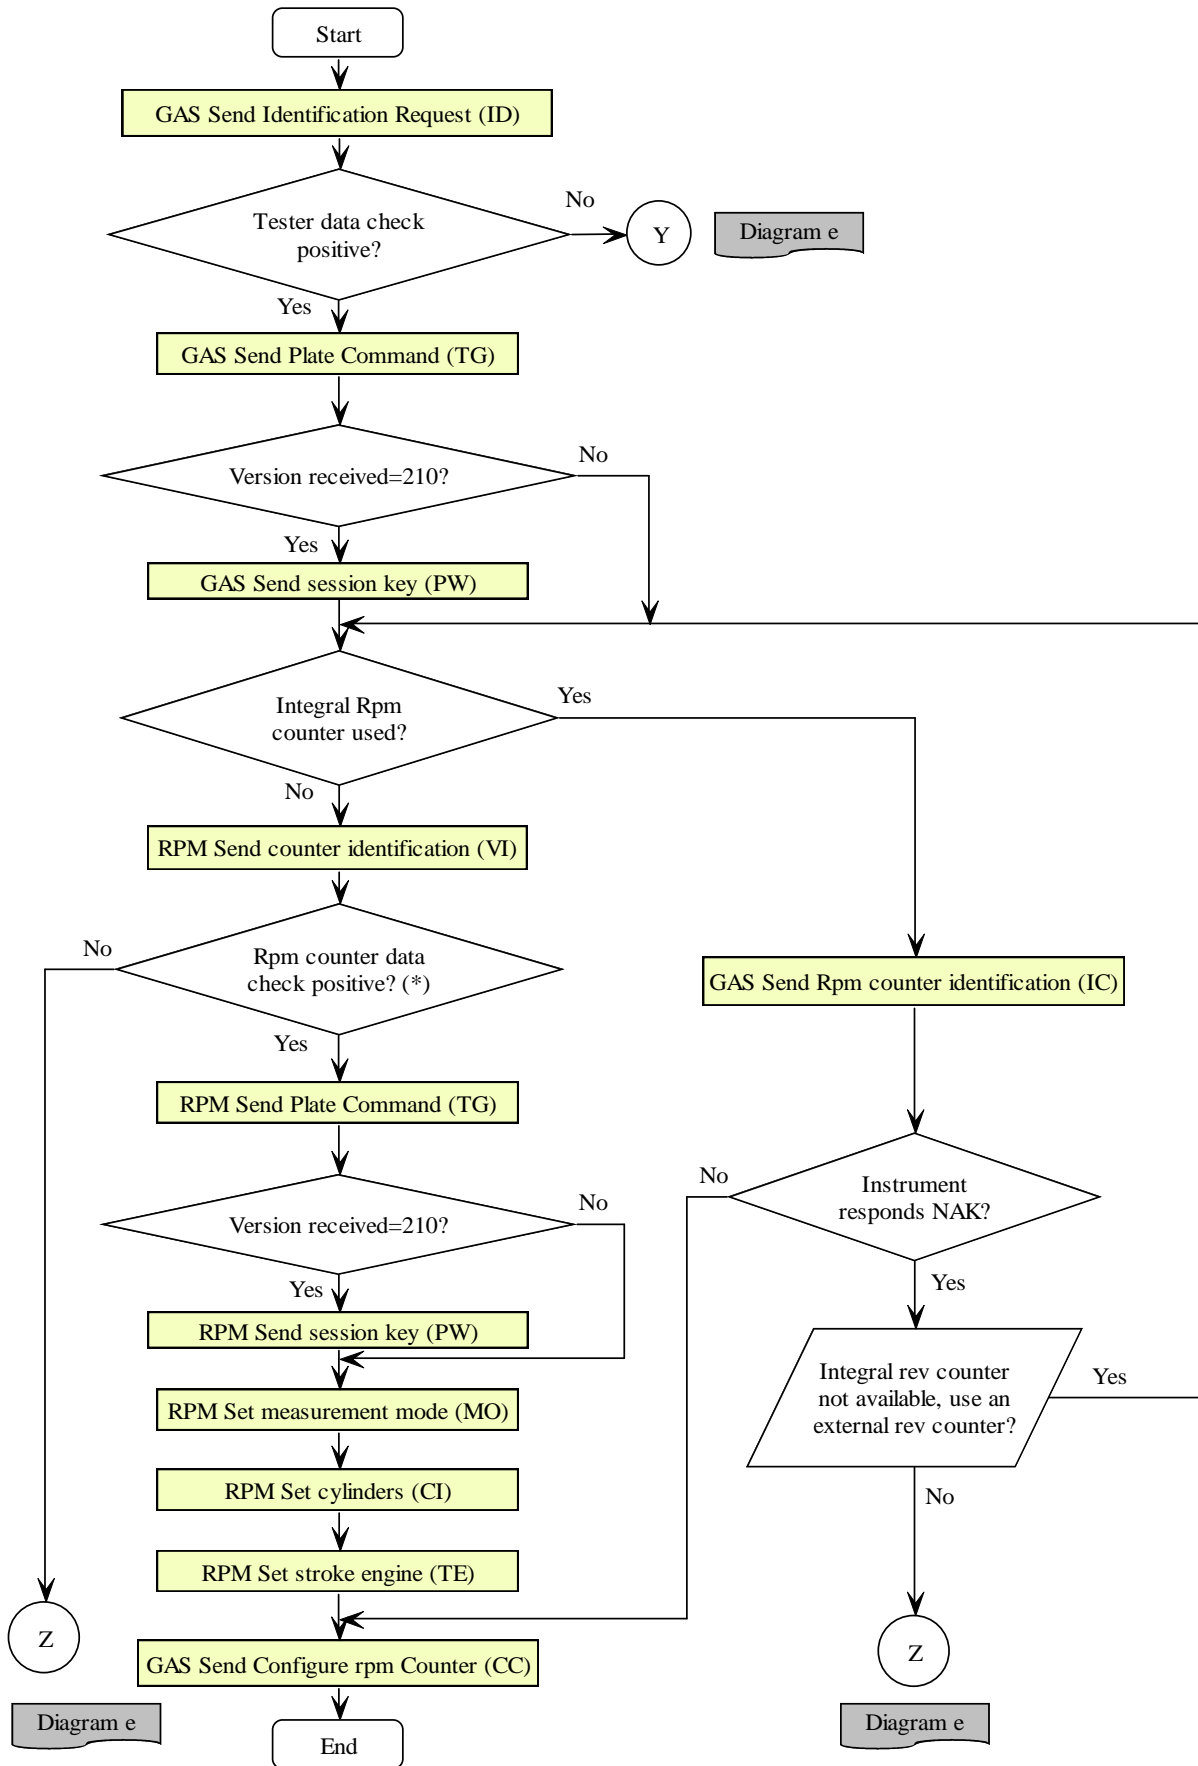 Start
GAS Send Identification Request (ID)
No
Tester data check
positive?
Y
Diagram e
Yes
GAS Send Plate Command (TG)
No
Version received=210?
Yes
GAS Send session key (PW)
Yes
Integral Rpm
counter used?
No
RPM Send counter identification (VI)
No
Rpm counter data
check positive? (*)
GAS Send Rpm counter identification (IC)
Yes
RPM Send Plate Command (TG)
No
Instrument
responds NAK?
No
Version received=210?
Yes
Yes
RPM Send session key (PW)
Integral rev counter
not available, use an
external rev counter?
Yes
RPM Set measurement mode (MO)
RPM Set cylinders (CI)
No
RPM Set stroke engine (TE)
Z
Z
GAS Send Configure rpm Counter (CC)
Diagram e
Diagram e
End